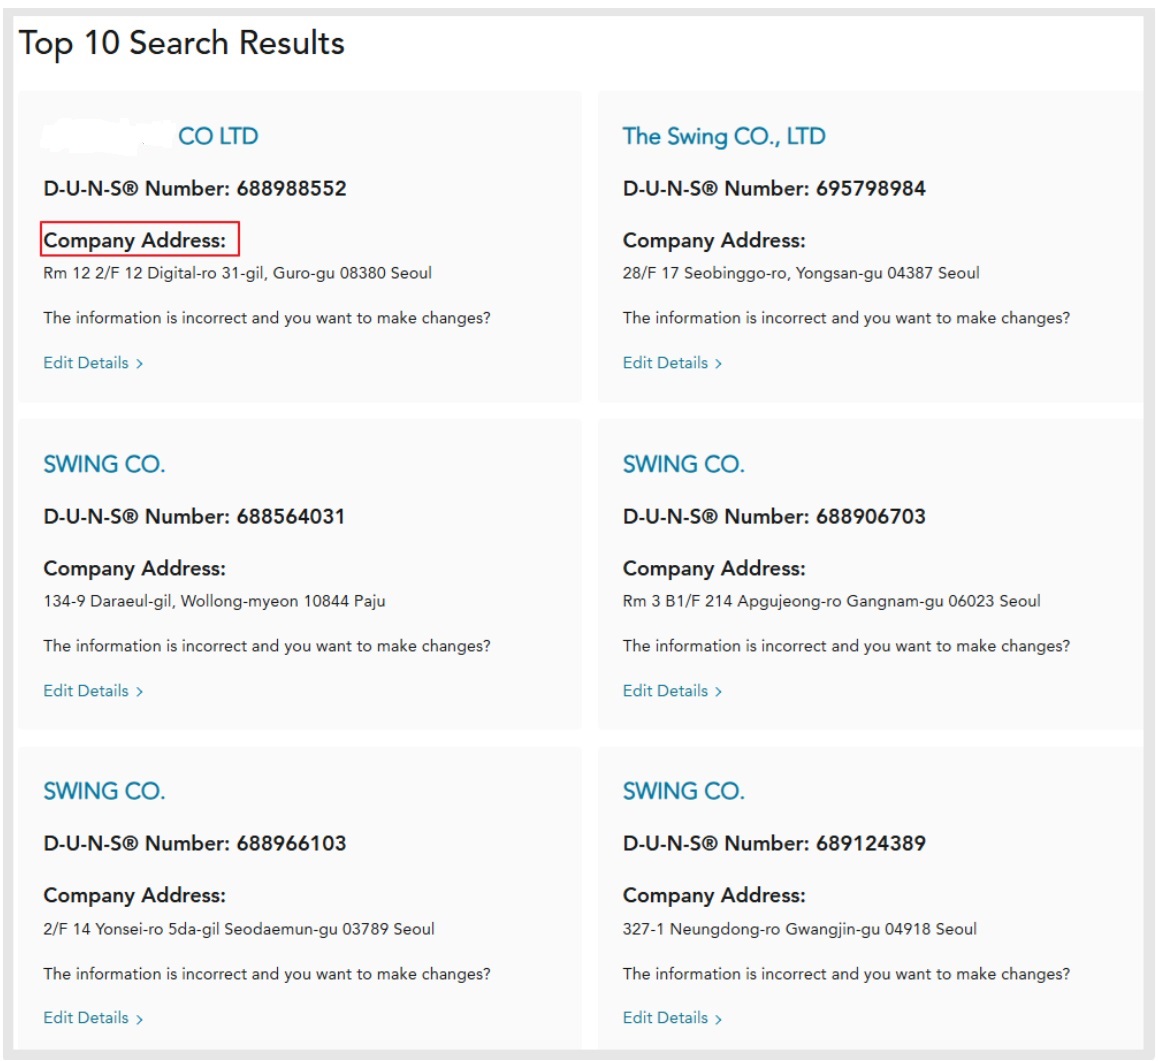 Top 10 Search Results
CO LTD
D-U-N-S® Number: 688988552
Company Address:
Rm 12 2/F 12 Digital-ro 31-gil, Guro-gu 08380 Seoul
The information is incorrect and you want to make changes?
Edit Details >
The Swing CO., LTD
D-U-N-S® Number: 695798984
Company Address:
28/F 17 Seobinggo-ro, Yongsan-gu 04387 Seoul
The information is incorrect and you want to make changes?
Edit Details >
SWING CO.
D-U-N-S® Number: 688564031
Company Address:
134-9 Daraeul-gil, Wollong-myeon 10844 Paju
The information is incorrect and you want to make changes?
Edit Details >
SWING CO.
D-U-N-S® Number: 688906703
Company Address:
Rm 3 B1/F 214 Apgujeong-ro Gangnam-gu 06023 Seoul
The information is incorrect and you want to make changes?
Edit Details >
SWING CO.
D-U-N-S® Number: 688966103
Company Address:
2/F 14 Yonsei-ro 5da-gil Seodaemun-gu 03789 Seoul
The information is incorrect and you want to make changes?
Edit Details >
SWING CO.
D-U-N-S® Number: 689124389
Company Address:
327-1 Neungdong-ro Gwangjin-gu 04918 Seoul
The information is incorrect and you want to make changes?
Edit Details >